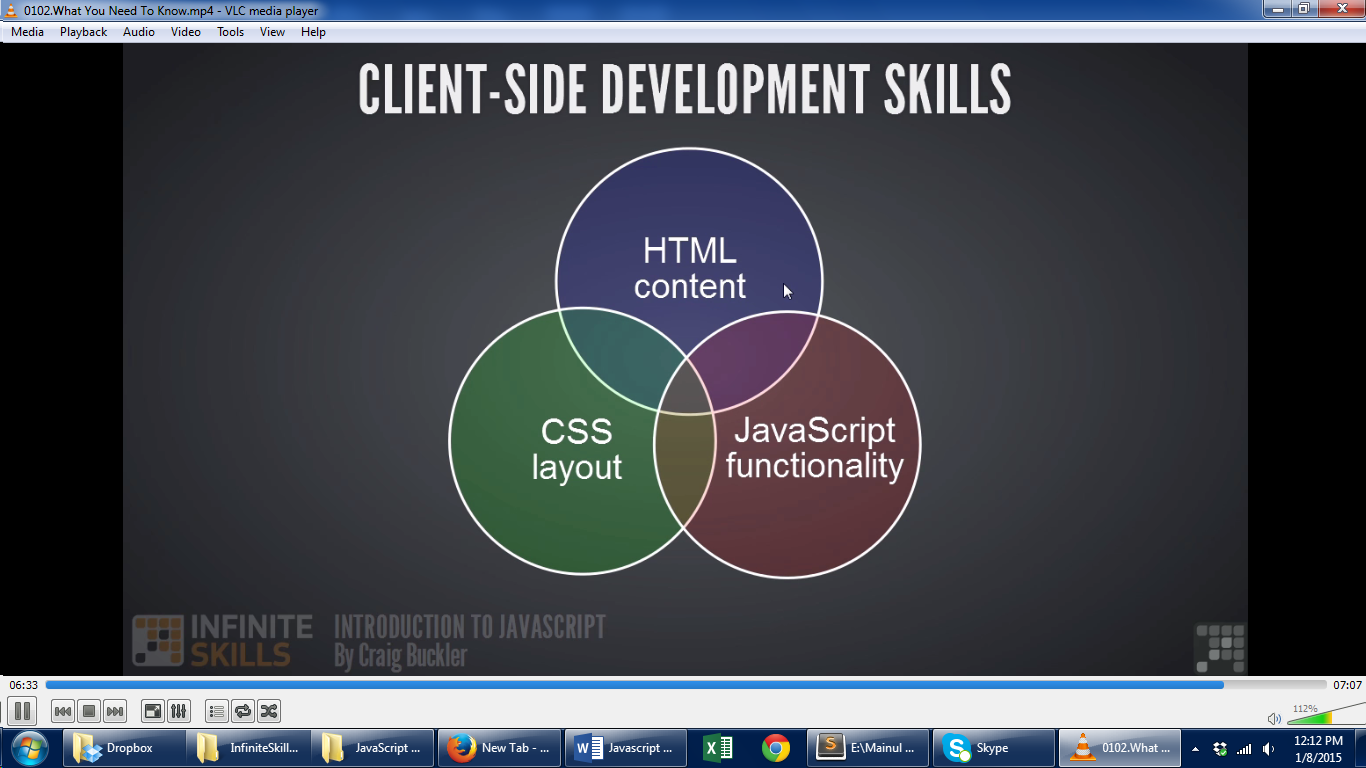 0102.What You Need To Know.mp4 - VLC media player
Media Playback Audio Video Tools View Help
CLIENT-SIDE DEVELOPMENT SKILLS
HTML
content
CSS
layout
JavaScript
functionality
INFINITE
SKILLS
INTRODUCTION TO JAVASCRIPT
By Craig Buckler
06:33
07:07
112%
Dropbox
InfiniteSkill...
JavaScript ...
New Tab - ...
Javascript ...
E:\Mainul ...
Skype
0102.What ...
12:12 PM
1/8/2015